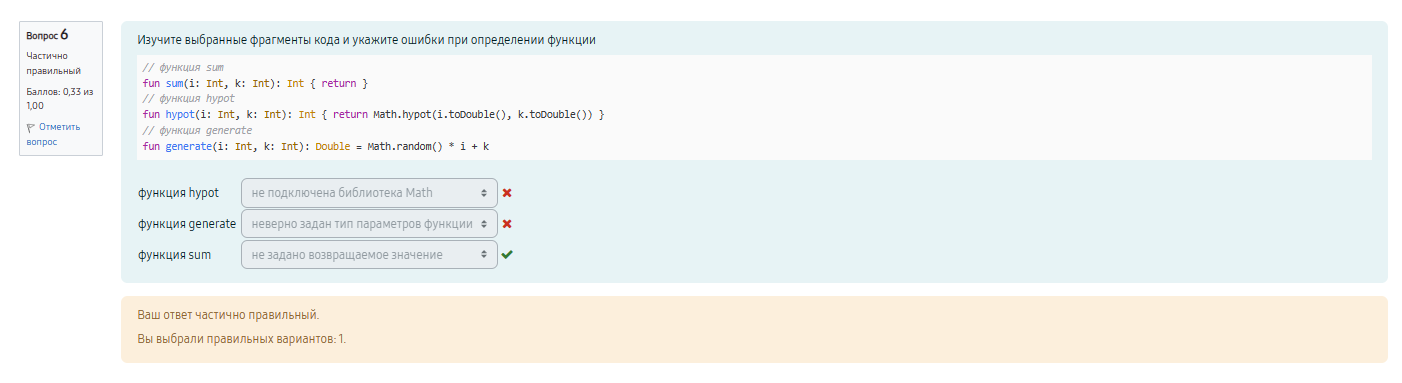 Вопрос 6
Частично
правильный
Баллов: 0,33 из
1,00
Отметить
вопрос
Изучите выбранные фрагменты кода и укажите ошибки при определении функции
// функция sum
fun sum(i: Int, k: Int): Int { return }
// функция hypot
fun hypot(i: Int, k: Int): Int { return Math.hypot(i.toDouble(), k.toDouble()) }
// функция generate
fun generate(i: Int, k: Int): Double = Math.random() * i + k
функция hypot не подключена библиотека Math
функция generate неверно задан тип параметров функции
функция sum не задано возвращаемое значение
Ваш ответ частично правильный.
Вы выбрали правильных вариантов: 1.